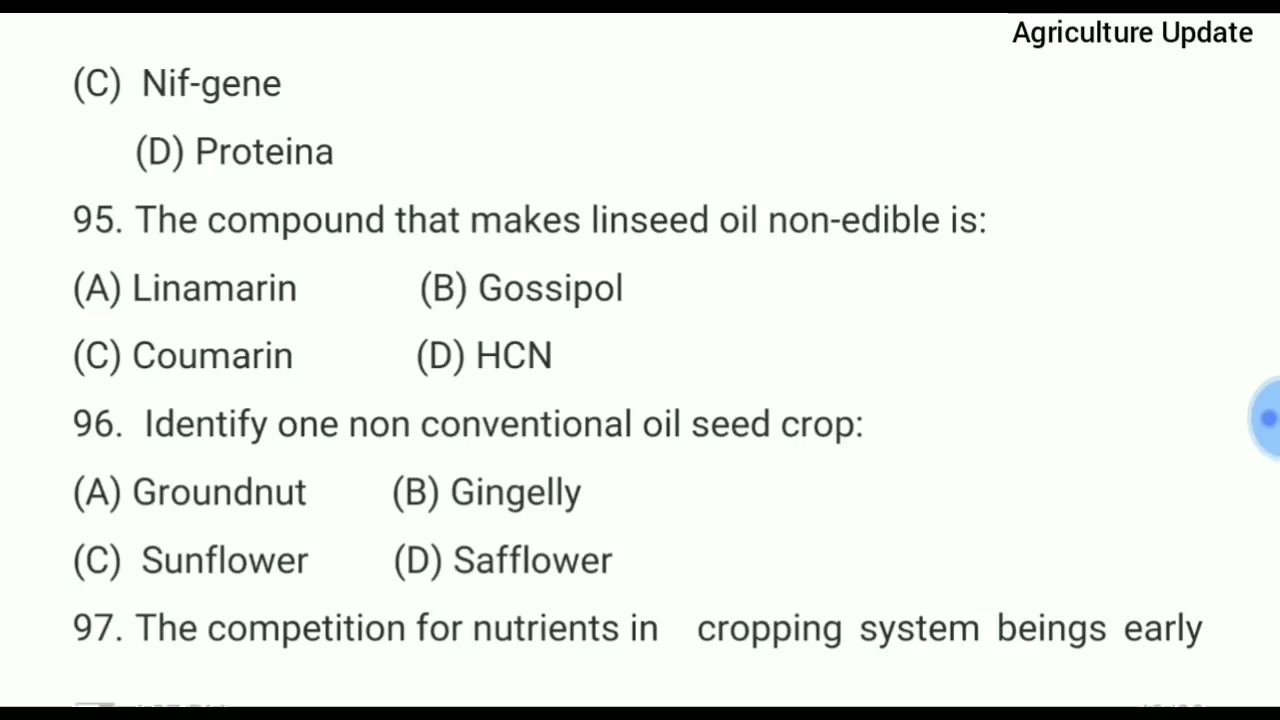 Agriculture Update
(C) Nif-gene
(D) Proteina
95. The compound that makes linseed oil non-edible is:
(A) Linamarin (B) Gossipol
(C) Coumarin (D) HCN
96. Identify one non conventional oil seed crop:
(A) Groundnut (B) Gingelly
(C) Sunflower (D) Safflower
97. The competition for nutrients in cropping system beings early